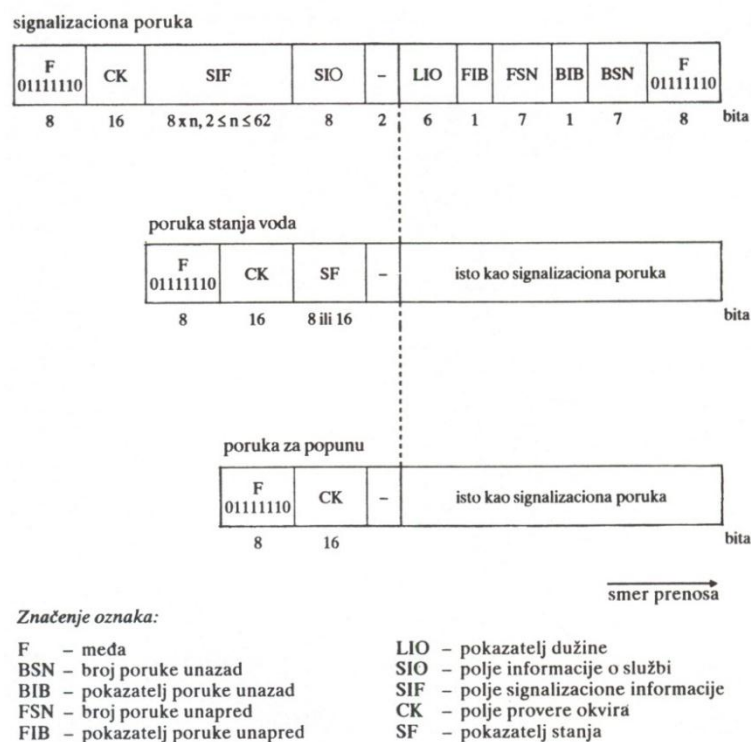 signalizaciona poruka
F 01111110 CK SIF SIO – LIO FIB FSN BIB BSN F 01111110
8 16 8 x n, 2 ≤ n ≤ 62 8 2 6 1 7 1 7 8 bita
poruka stanja voda
F 01111110 CK SF – isto kao signalizaciona poruka
8 16 8 ili 16 bita
poruka za popunu
F 01111110 CK – isto kao signalizaciona poruka
8 16 bita
smer prenosa
Značenje oznaka:
F – međa
BSN – broj poruke unazad
BIB – pokazatelj poruke unazad
FSN – broj poruke unapred
FIB – pokazatelj poruke unapred
LIO – pokazatelj dužine
SIO – polje informacije o službi
SIF – polje signalizacione informacije
CK – polje provere okvira
SF – pokazatelj stanja